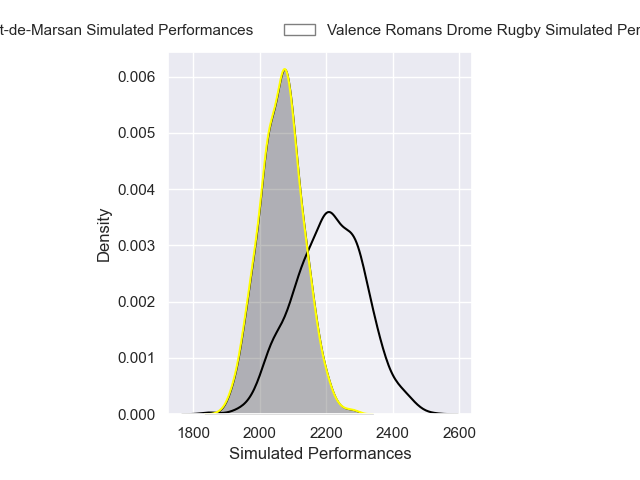 t-de-Marsan Simulated Performances Valence Romans Drome Rugby Simulated Per
0.006
0.005
0.004
0.003
0.002
0.001
0.000
Density
1800 2000 2200 2400 2600
Simulated Performances